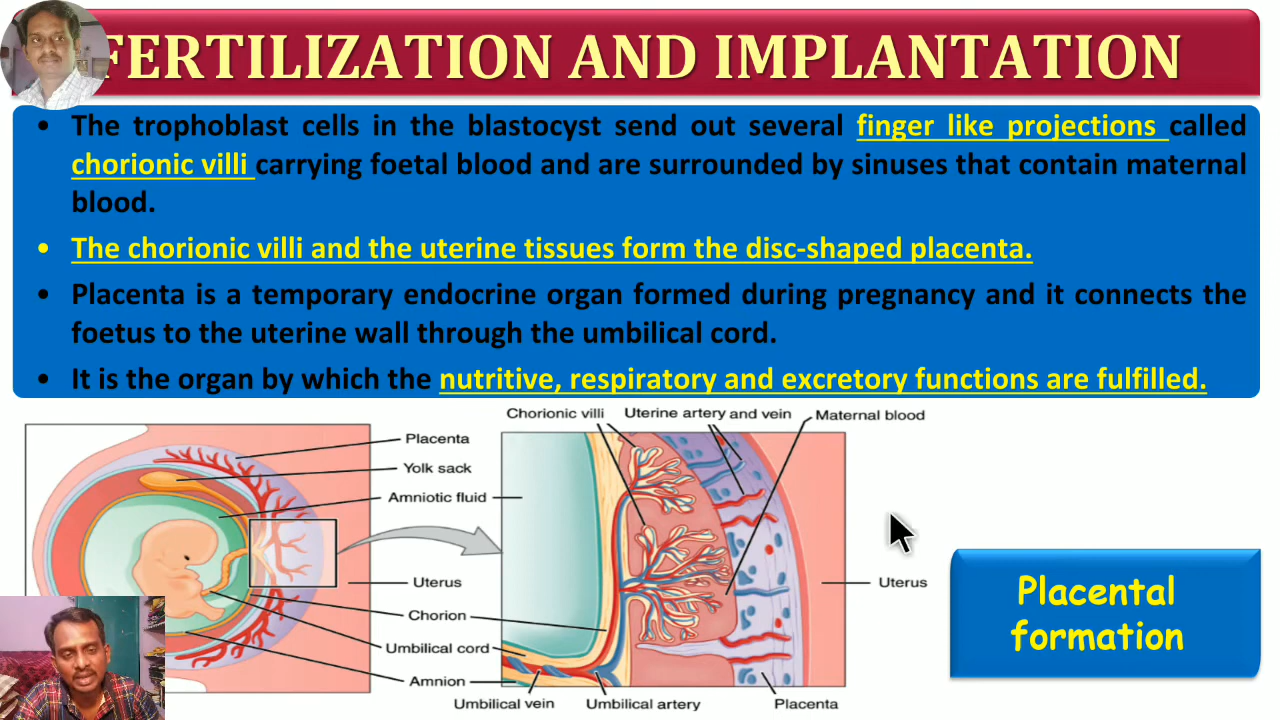 FERTILIZATION AND IMPLANTATION
• The trophoblast cells in the blastocyst send out several finger like projections called
chorionic villi carrying foetal blood and are surrounded by sinuses that contain maternal
blood.
• The chorionic villi and the uterine tissues form the disc-shaped placenta.
• Placenta is a temporary endocrine organ formed during pregnancy and it connects the
foetus to the uterine wall through the umbilical cord.
• It is the organ by which the nutritive, respiratory and excretory functions are fulfilled.
Chorionic villi
Uterine artery and vein
Maternal blood
Placenta
Yolk sack
Amniotic fluid
Uterus
Chorion
Umbilical cord
Amnion
Uterus
Umbilical vein
Umbilical artery
Placenta
Placental
formation